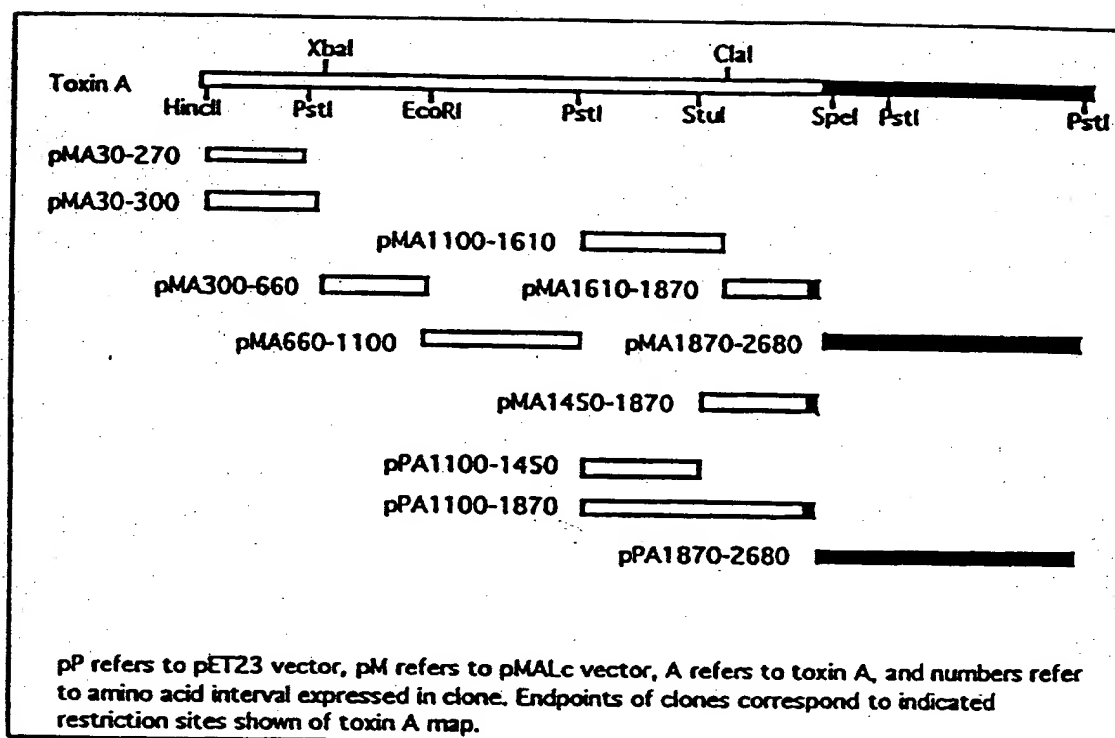 XbaI ClaI
Toxin A
HincII PstI EcoRI PstI StuI SpeI PstI PstI
pMA30-270
pMA30-300
pMA1100-1610
pMA300-660 pMA1610-1870
pMA660-1100 pMA1870-2680
pMA1450-1870
pPA1100-1450
pPA1100-1870
pPA1870-2680
pP refers to pET23 vector, pM refers to pMALc vector, A refers to toxin A, and numbers refer
to amino acid interval expressed in clone. Endpoints of clones correspond to indicated
restriction sites shown of toxin A map.